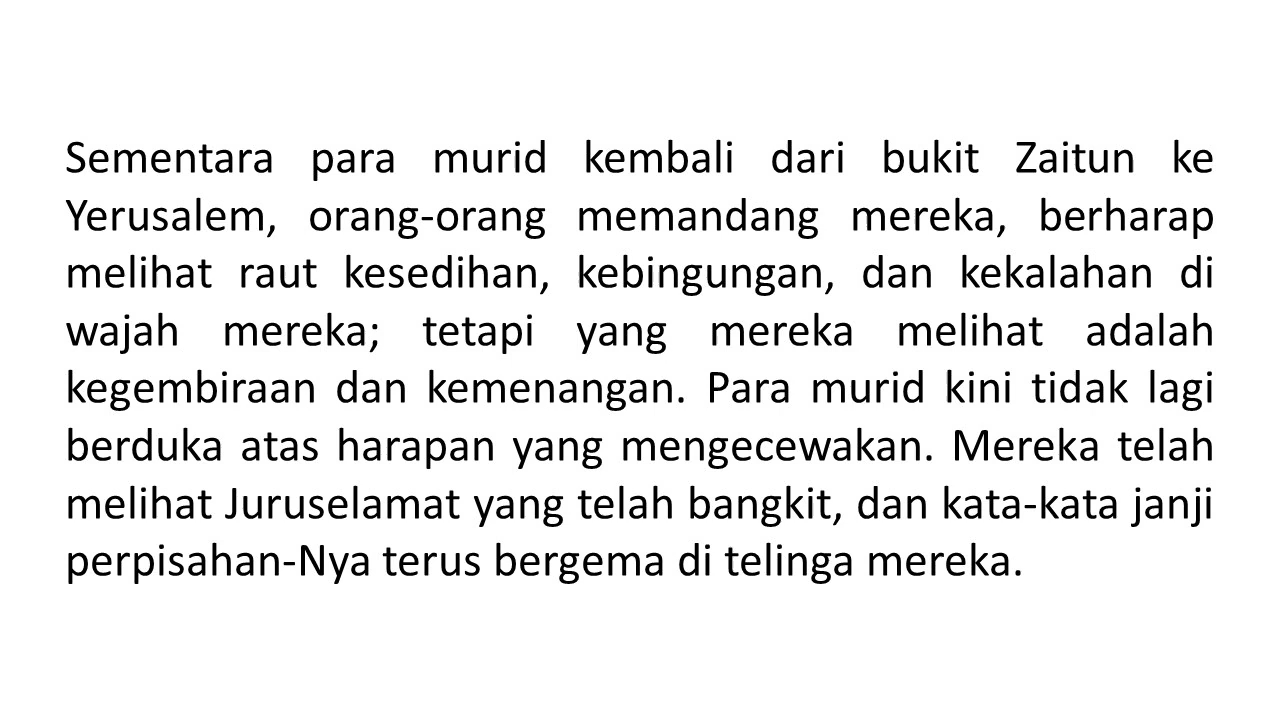 Sementara para murid kembali dari bukit Zaitun ke
Yerusalem, orang-orang memandang mereka, berharap
melihat raut kesedihan, kebingungan, dan kekalahan di
wajah mereka; tetapi yang mereka melihat adalah
kegembiraan dan kemenangan. Para murid kini tidak lagi
berduka atas harapan yang mengecewakan. Mereka telah
melihat Juruselamat yang telah bangkit, dan kata-kata janji
perpisahan-Nya terus bergema di telinga mereka.